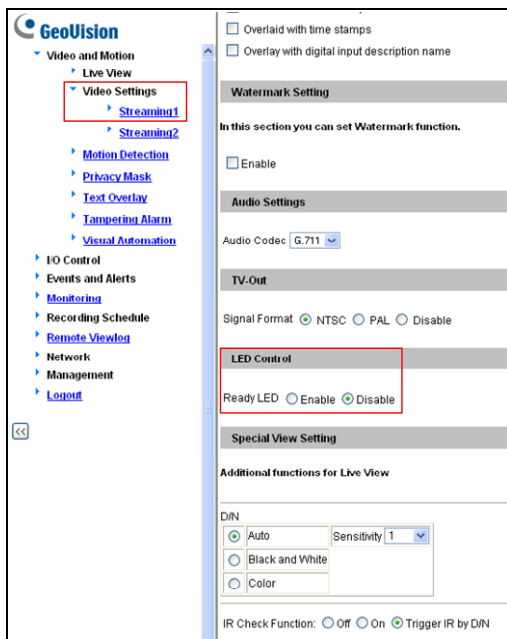 GeoVision
Video and Motion
Live View
Video Settings
Streaming1
Streaming2
Motion Detection
Privacy Mask
Text Overlay
Tampering Alarm
Visual Automation
I/O Control
Events and Alerts
Monitoring
Recording Schedule
Remote Viewlog
Network
Management
Logout
<<
Overlaid with time stamps
Overlay with digital input description name
Watermark Setting
In this section you can set Watermark function.
Enable
Audio Settings
Audio Codec G.711
TV-Out
Signal Format NTSC PAL Disable
LED Control
Ready LED Enable Disable
Special View Setting
Additional functions for Live View
D/N
Auto Sensitivity 1
Black and White
Color
IR Check Function: Off On Trigger IR by D/N